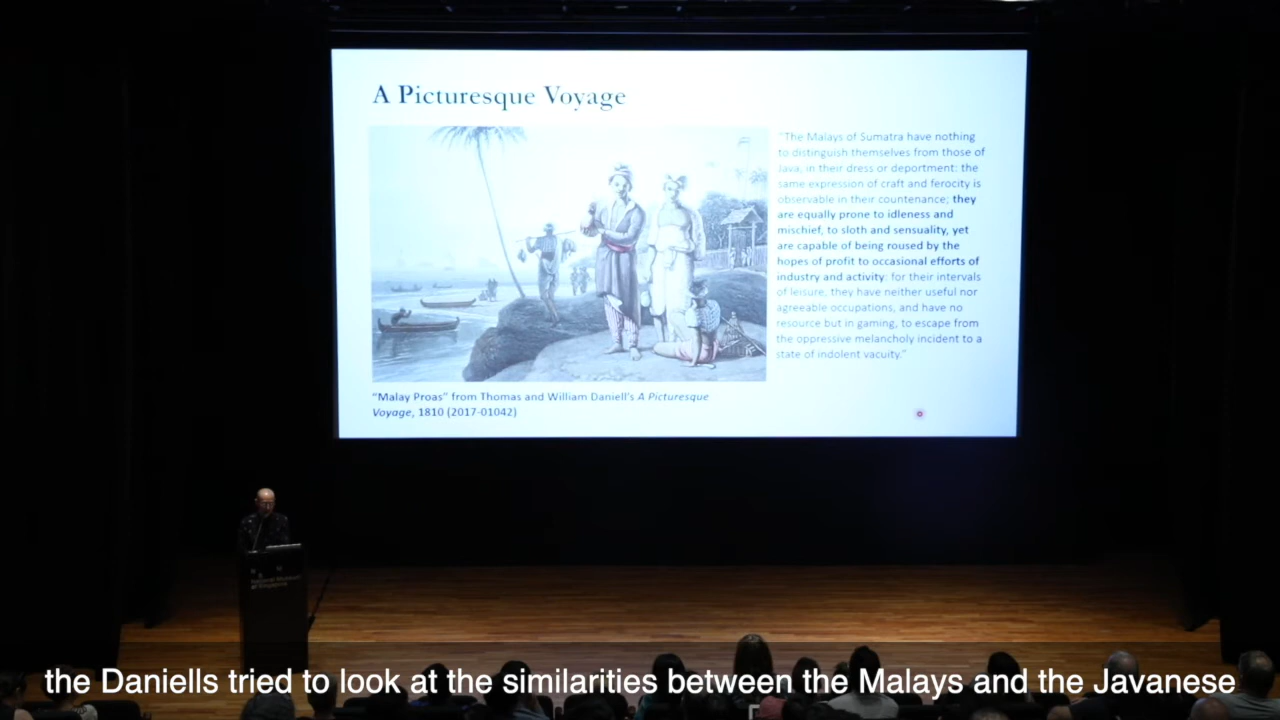 A Picturesque Voyage
"The Malays of Sumatra have nothing
to distinguish themselves from those of
Java, in their dress or deportment: the
same expression of craft and ferocity is
observable in their countenance; they
are equally prone to idleness and
mischief, to sloth and sensuality, yet
are capable of being roused by the
hopes of profit to occasional efforts of
industry and activity: for their intervals
of leisure, they have neither useful nor
agreeable occupations, and have no
resource but in gaming, to escape from
the oppressive melancholy incident to a
state of indolent vacuity."
"Malay Proas" from Thomas and William Daniell's A Picturesque
Voyage, 1810 (2017-01042)
National Museum
of Singapore
the Daniells tried to look at the similarities between the Malays and the Javanese